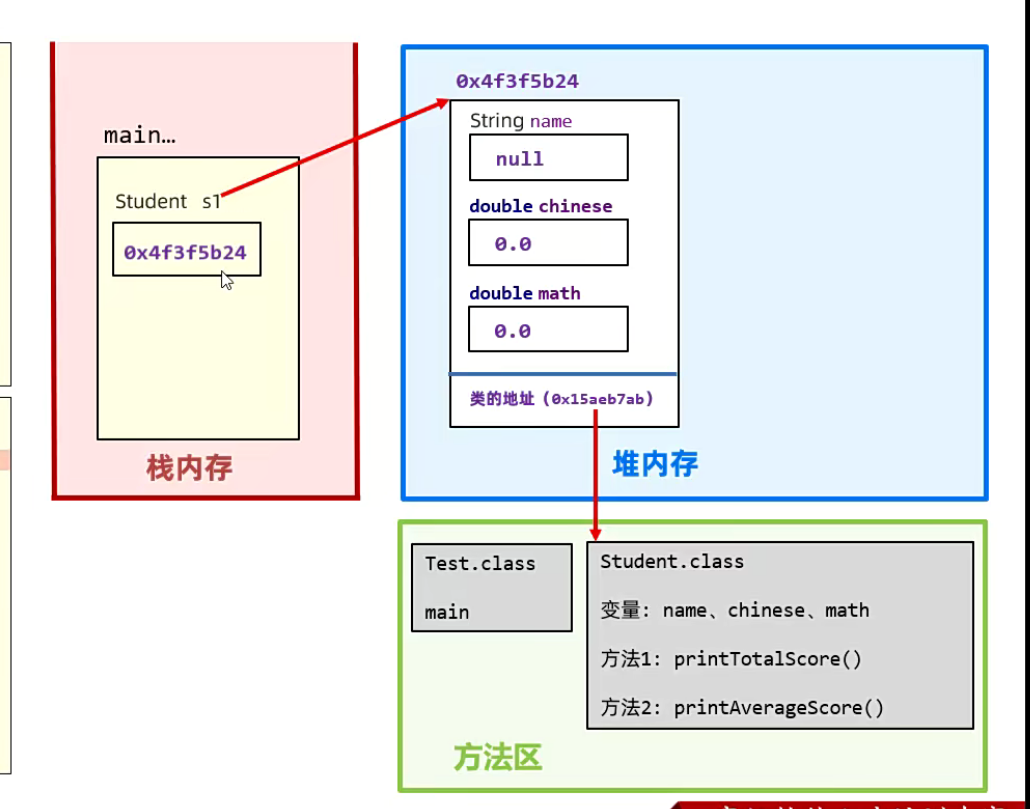 main…
Student s1
0x4f3f5b24
栈内存
0x4f3f5b24
String name
null
double chinese
0.0
double math
0.0
类的地址（0x15aeb7ab）
堆内存
Test.class
main
Student.class
变量: name、chinese、math
方法1: printTotalScore()
方法2: printAverageScore()
方法区